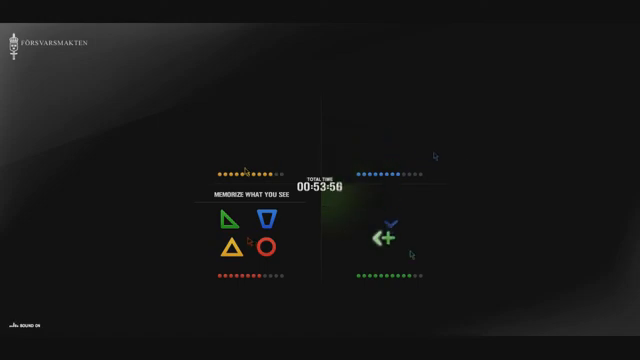 FÖRSVARSMAKTEN
TOTAL TIME
00:53:56
MEMORIZE WHAT YOU SEE
SOUND ON